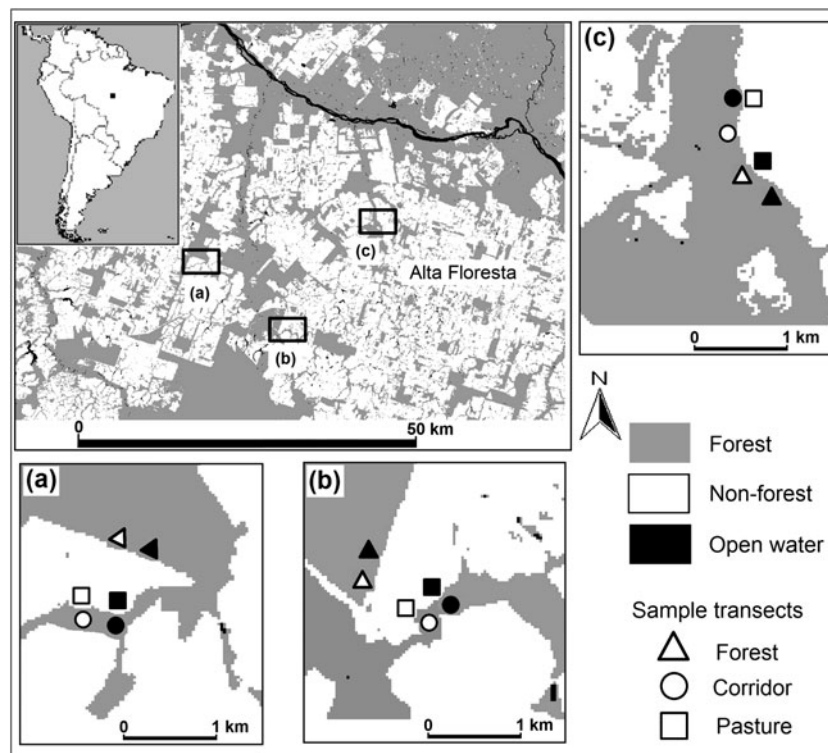 (c)
(c)
Alta Floresta
(a)
(b)
0 50 km
0 1 km
N
Forest
Non-forest
Open water
(a)
(b)
0 1 km
0 1 km
Sample transects
Forest
Corridor
Pasture